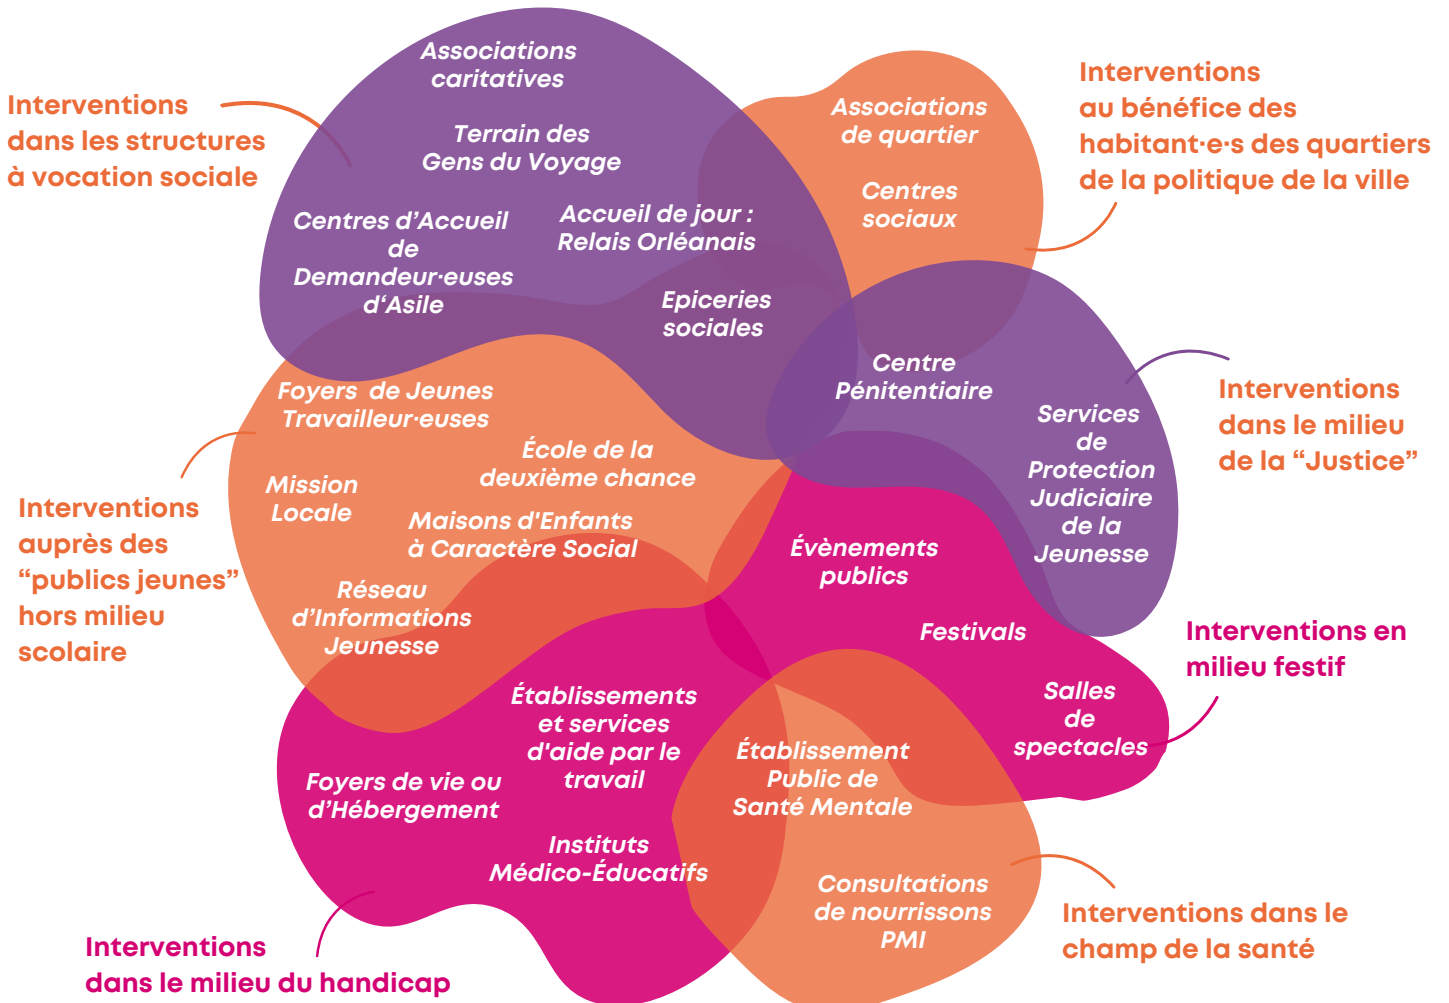 Interventions
dans les structures
à vocation sociale
Associations
caritatives
Terrain des
Gens du Voyage
Centres d’Accueil
de
Demandeur·euses
d‘Asile
Accueil de jour :
Relais Orléanais
Epiceries
sociales
Interventions
au bénéfice des
habitant·e·s des quartiers
de la politique de la ville
Associations
de quartier
Centres
sociaux
Interventions
dans le milieu
de la “Justice”
Centre
Pénitentiaire
Services
de
Protection
Judiciaire
de la
Jeunesse
Interventions
auprès des
“publics jeunes”
hors milieu
scolaire
Foyers de Jeunes
Travailleur·euses
École de la
deuxième chance
Mission
Locale
Maisons d'Enfants
à Caractère Social
Réseau
d’Informations
Jeunesse
Interventions en
milieu festif
Évènements
publics
Festivals
Salles
de
spectacles
Interventions
dans le milieu du handicap
Établissements
et services
d'aide par le
travail
Foyers de vie ou
d’Hébergement
Instituts
Médico-Éducatifs
Interventions dans le
champ de la santé
Établissement
Public de
Santé Mentale
Consultations
de nourrissons
PMI